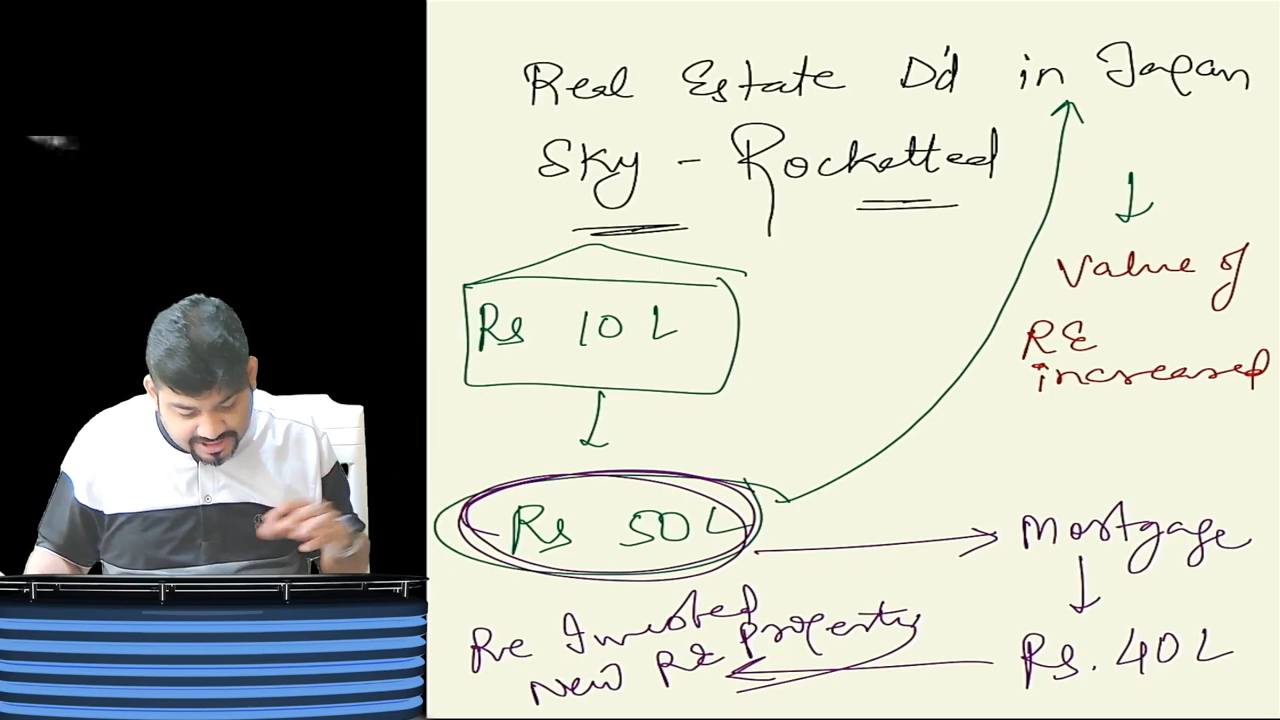 Real Estate D'd in Japan
Sky - Rocketted
Value of
RE
increased
Rs 10 L
Rs 50 L
Mortgage
Rs. 40 L
Re Invested
New RE Property